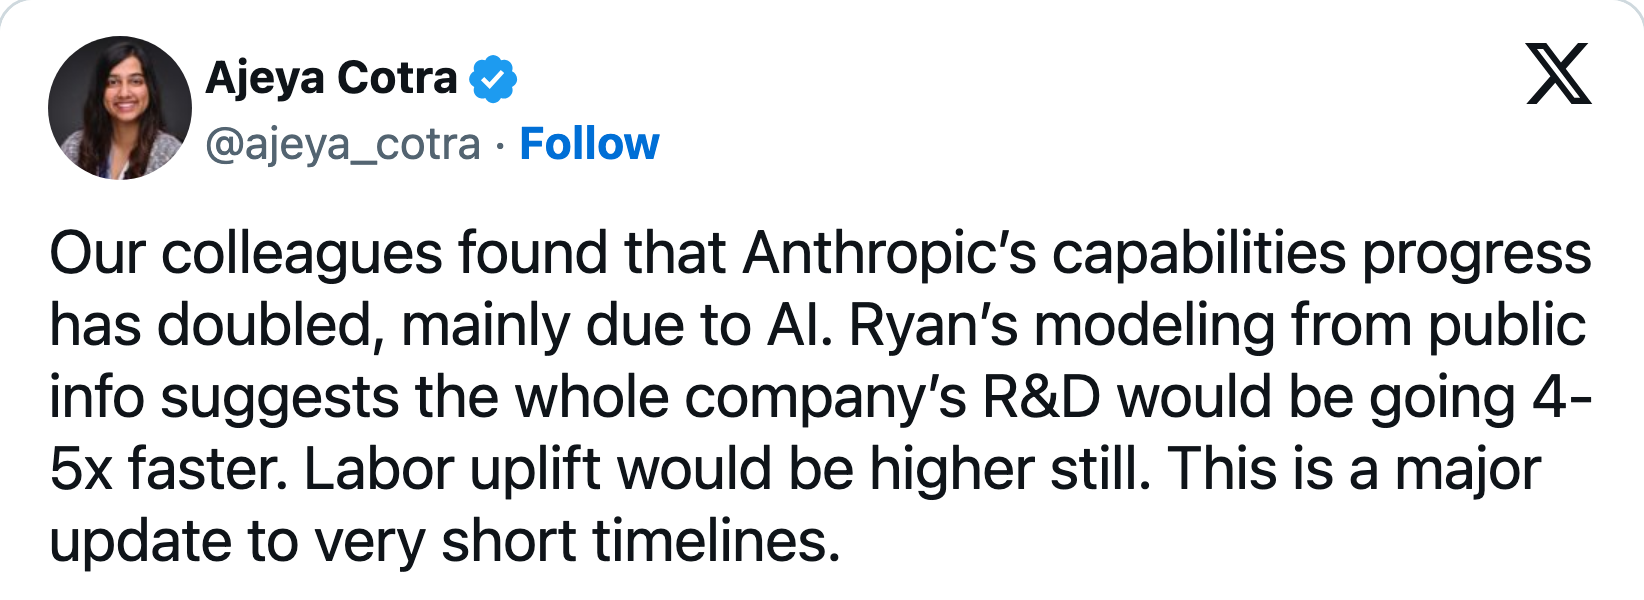 Ajeya Cotra
@ajeya_cotra · Follow
Our colleagues found that Anthropic’s capabilities progress
has doubled, mainly due to AI. Ryan’s modeling from public
info suggests the whole company’s R&D would be going 4-
5x faster. Labor uplift would be higher still. This is a major
update to very short timelines.